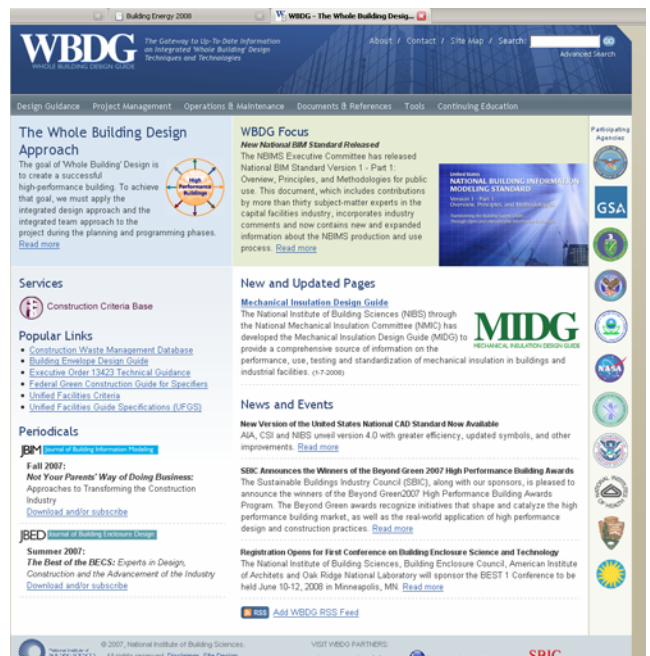 Building Energy 2008
WBDG - The Whole Building Desig...
WBDG
WHOLE BUILDING DESIGN GUIDE
The Gateway to Up-To-Date Information
on Integrated 'Whole Building' Design
Techniques and Technologies
About / Contact / Site Map / Search:
GO
Advanced Search
Design Guidance Project Management Operations & Maintenance Documents & References Tools Continuing Education
The Whole Building Design
Approach
The goal of 'Whole Building' Design is
to create a successful
high-performance building. To achieve
that goal, we must apply the
integrated design approach and the
integrated team approach to the
project during the planning and programming phases.
Read more
High
Performance
Buildings
WBDG Focus
New National BIM Standard Released
The NBIMS Executive Committee has released
National BIM Standard Version 1 - Part 1:
Overview, Principles, and Methodologies for public
use. This document, which includes contributions
by more than thirty subject-matter experts in the
capital facilities industry, incorporates industry
comments and now contains new and expanded
information about the NBIMS production and use
process. Read more
United States
NATIONAL BUILDING INFORMATION
MODELING STANDARD
Version 1 - Part 1
Overview, Principles, and Methodologies
Participating
Agencies
GSA
NASA
Services
Construction Criteria Base
Popular Links
Construction Waste Management Database
Building Envelope Design Guide
Executive Order 13423 Technical Guidance
Federal Green Construction Guide for Specifiers
Unified Facilities Criteria
Unified Facilities Guide Specifications (UFGS)
Periodicals
JBIM Journal of Building Information Modeling
Fall 2007:
Not Your Parents' Way of Doing Business:
Approaches to Transforming the Construction
Industry
Download and/or subscribe
JBED Journal of Building Enclosure Design
Summer 2007:
The Best of the BECS: Experts in Design,
Construction and the Advancement of the Industry
Download and/or subscribe
New and Updated Pages
Mechanical Insulation Design Guide
The National Institute of Building Sciences (NIBS) through
the National Mechanical Insulation Committee (NMIC) has
developed the Mechanical Insulation Design Guide (MIDG) to
provide a comprehensive source of information on the
performance, use, testing and standardization of mechanical insulation in buildings and
industrial facilities. (1-7-2008)
MIDG
MECHANICAL INSULATION DESIGN GUIDE
News and Events
New Version of the United States National CAD Standard Now Available
AIA, CSI and NIBS unveil version 4.0 with greater efficiency, updated symbols, and other
improvements. Read more
SBIC Announces the Winners of the Beyond Green 2007 High Performance Building Awards
The Sustainable Buildings Industry Council (SBIC), along with our sponsors, is pleased to
announce the winners of the Beyond Green2007 High Performance Building Awards
Program. The Beyond Green awards recognize initiatives that shape and catalyze the high
performance building market, as well as the real-world application of high performance
design and construction practices. Read more
Registration Opens for First Conference on Building Enclosure Science and Technology
The National Institute of Building Sciences, Building Enclosure Council, American Institute
of Architets and Oak Ridge National Laboratory will sponsor the BEST 1 Conference to be
held June 10-12, 2008 in Minneapolis, MN. Read more
RSS Add WBDG RSS Feed
© 2007, National Institute of Building Sciences.
VISIT WBDG PARTNERS:
SBIC